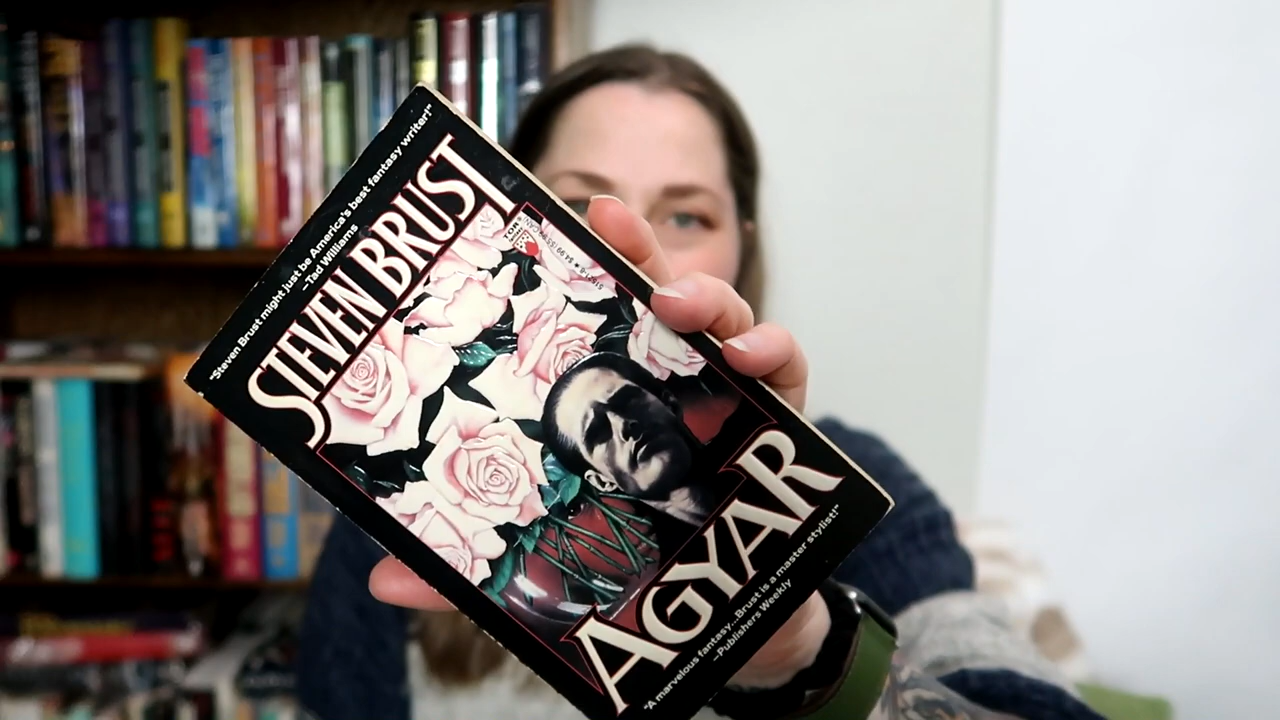 "Steven Brust might just be America's best fantasy writer!"
—Tad Williams
STEVEN BRUST
TOR
AGYAR
"A marvelous fantasy...Brust is a master stylist!"
—Publishers Weekly